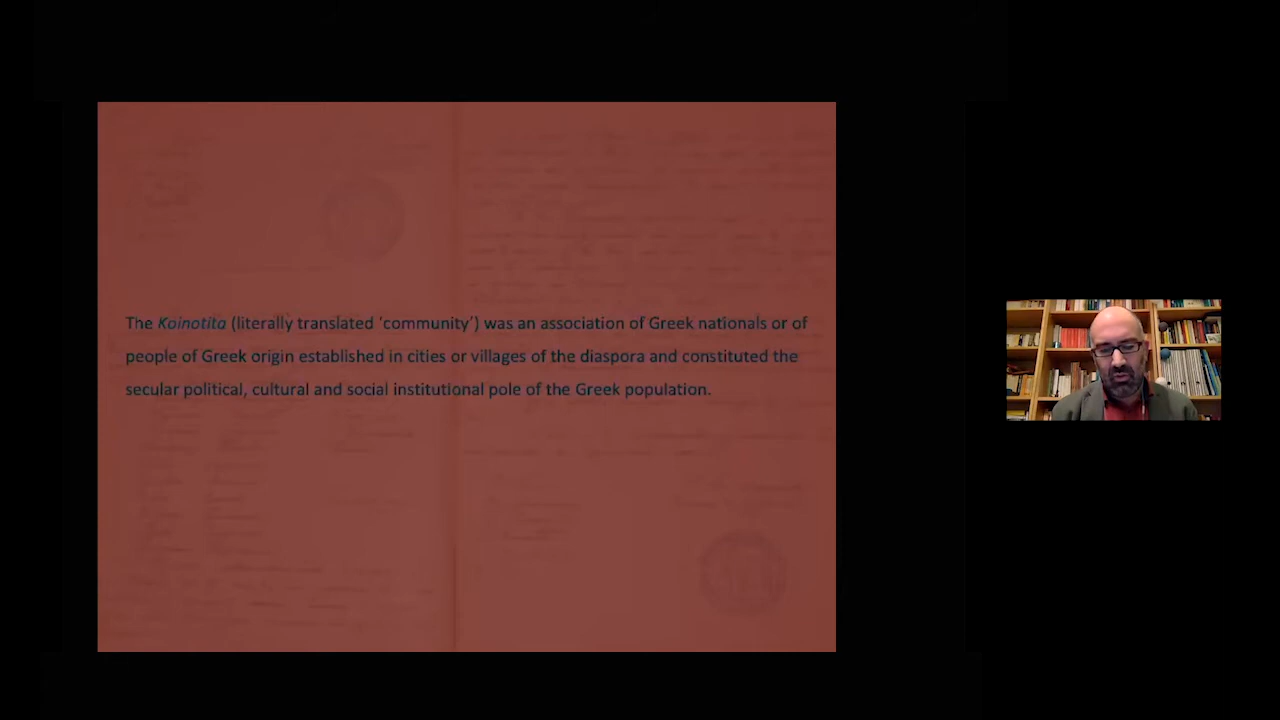 The Koinotita (literally translated ‘community’) was an association of Greek nationals or of
people of Greek origin established in cities or villages of the diaspora and constituted the
secular political, cultural and social institutional pole of the Greek population.